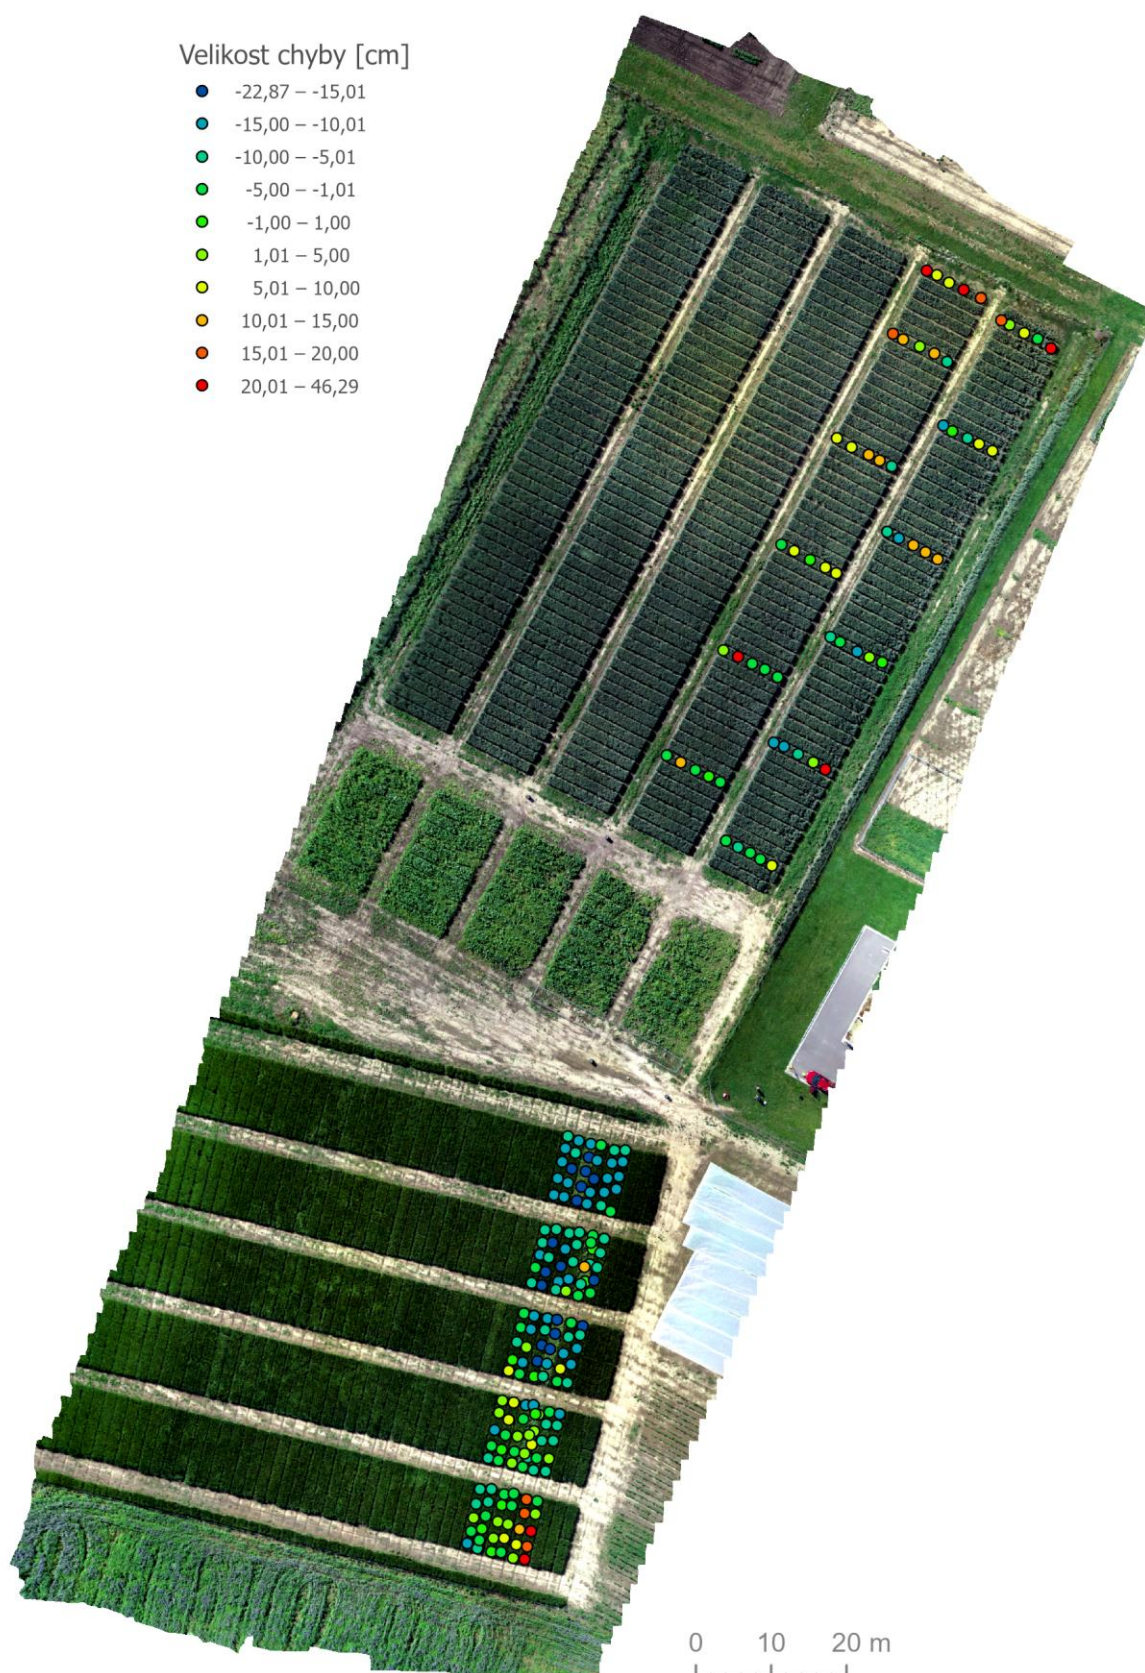 Velikost chyby [cm]
-22,87 – -15,01
-15,00 – -10,01
-10,00 – -5,01
-5,00 – -1,01
-1,00 – 1,00
1,01 – 5,00
5,01 – 10,00
10,01 – 15,00
15,01 – 20,00
20,01 – 46,29
0 10 20 m